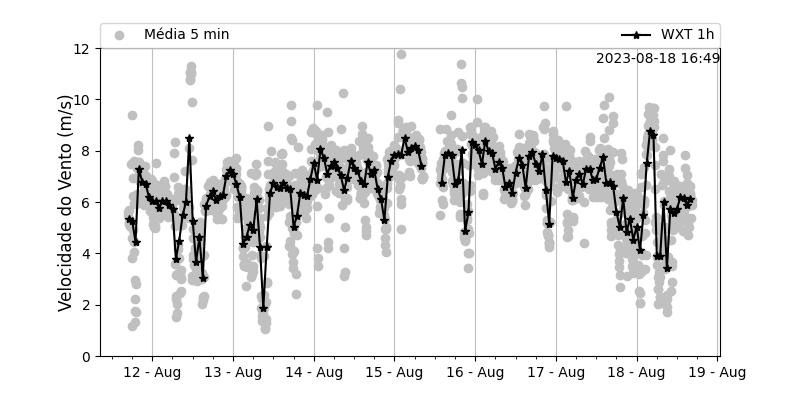 Média 5 min
WXT 1h
2023-08-18 16:49
Velocidade do Vento (m/s)
12
10
8
6
4
2
0
12 - Aug 13 - Aug 14 - Aug 15 - Aug 16 - Aug 17 - Aug 18 - Aug 19 - Aug